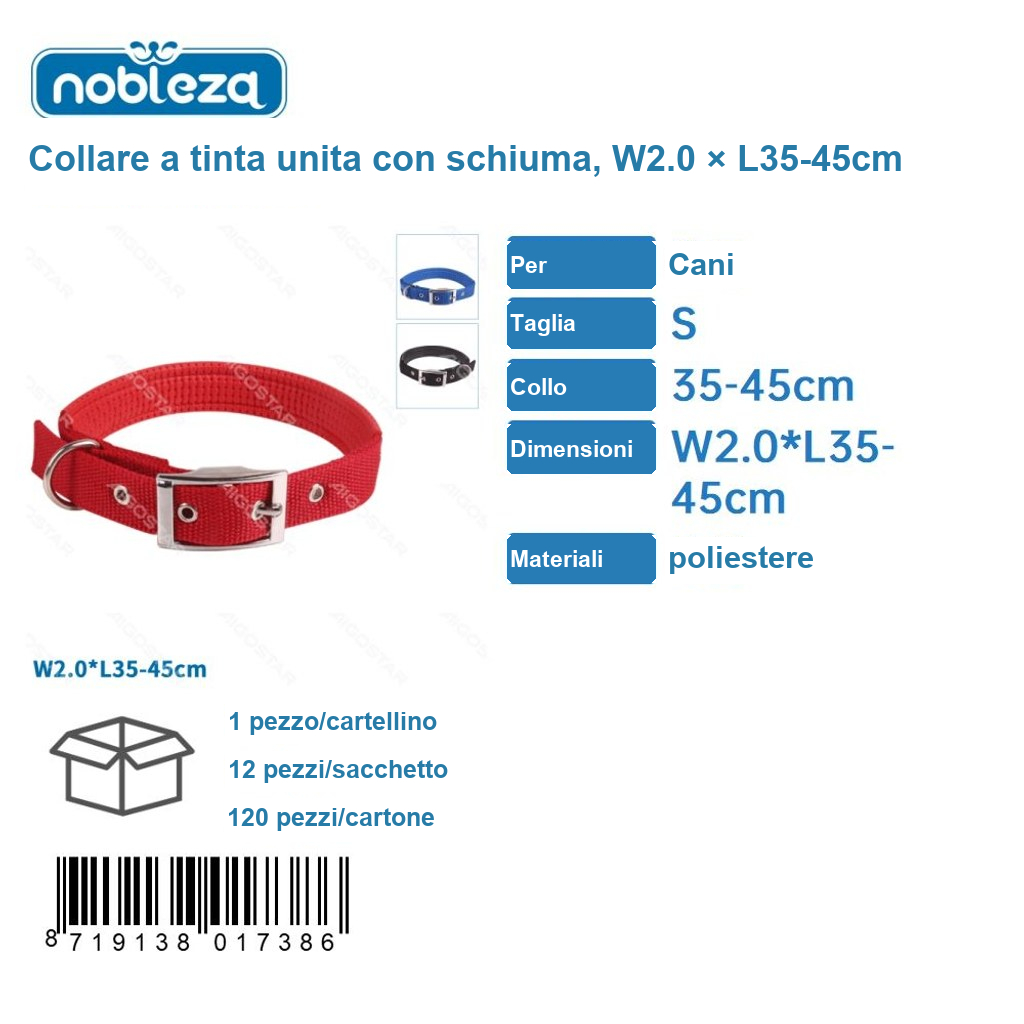 nobleza
Collare a tinta unita con schiuma, W2.0 × L35-45cm
Per
Cani
Taglia
S
Collo
35-45cm
Dimensioni
W2.0*L35-
45cm
Materiali
poliestere
AIGOSTAR
W2.0*L35-45cm
1 pezzo/cartellino
12 pezzi/sacchetto
120 pezzi/cartone
8 719138 017386